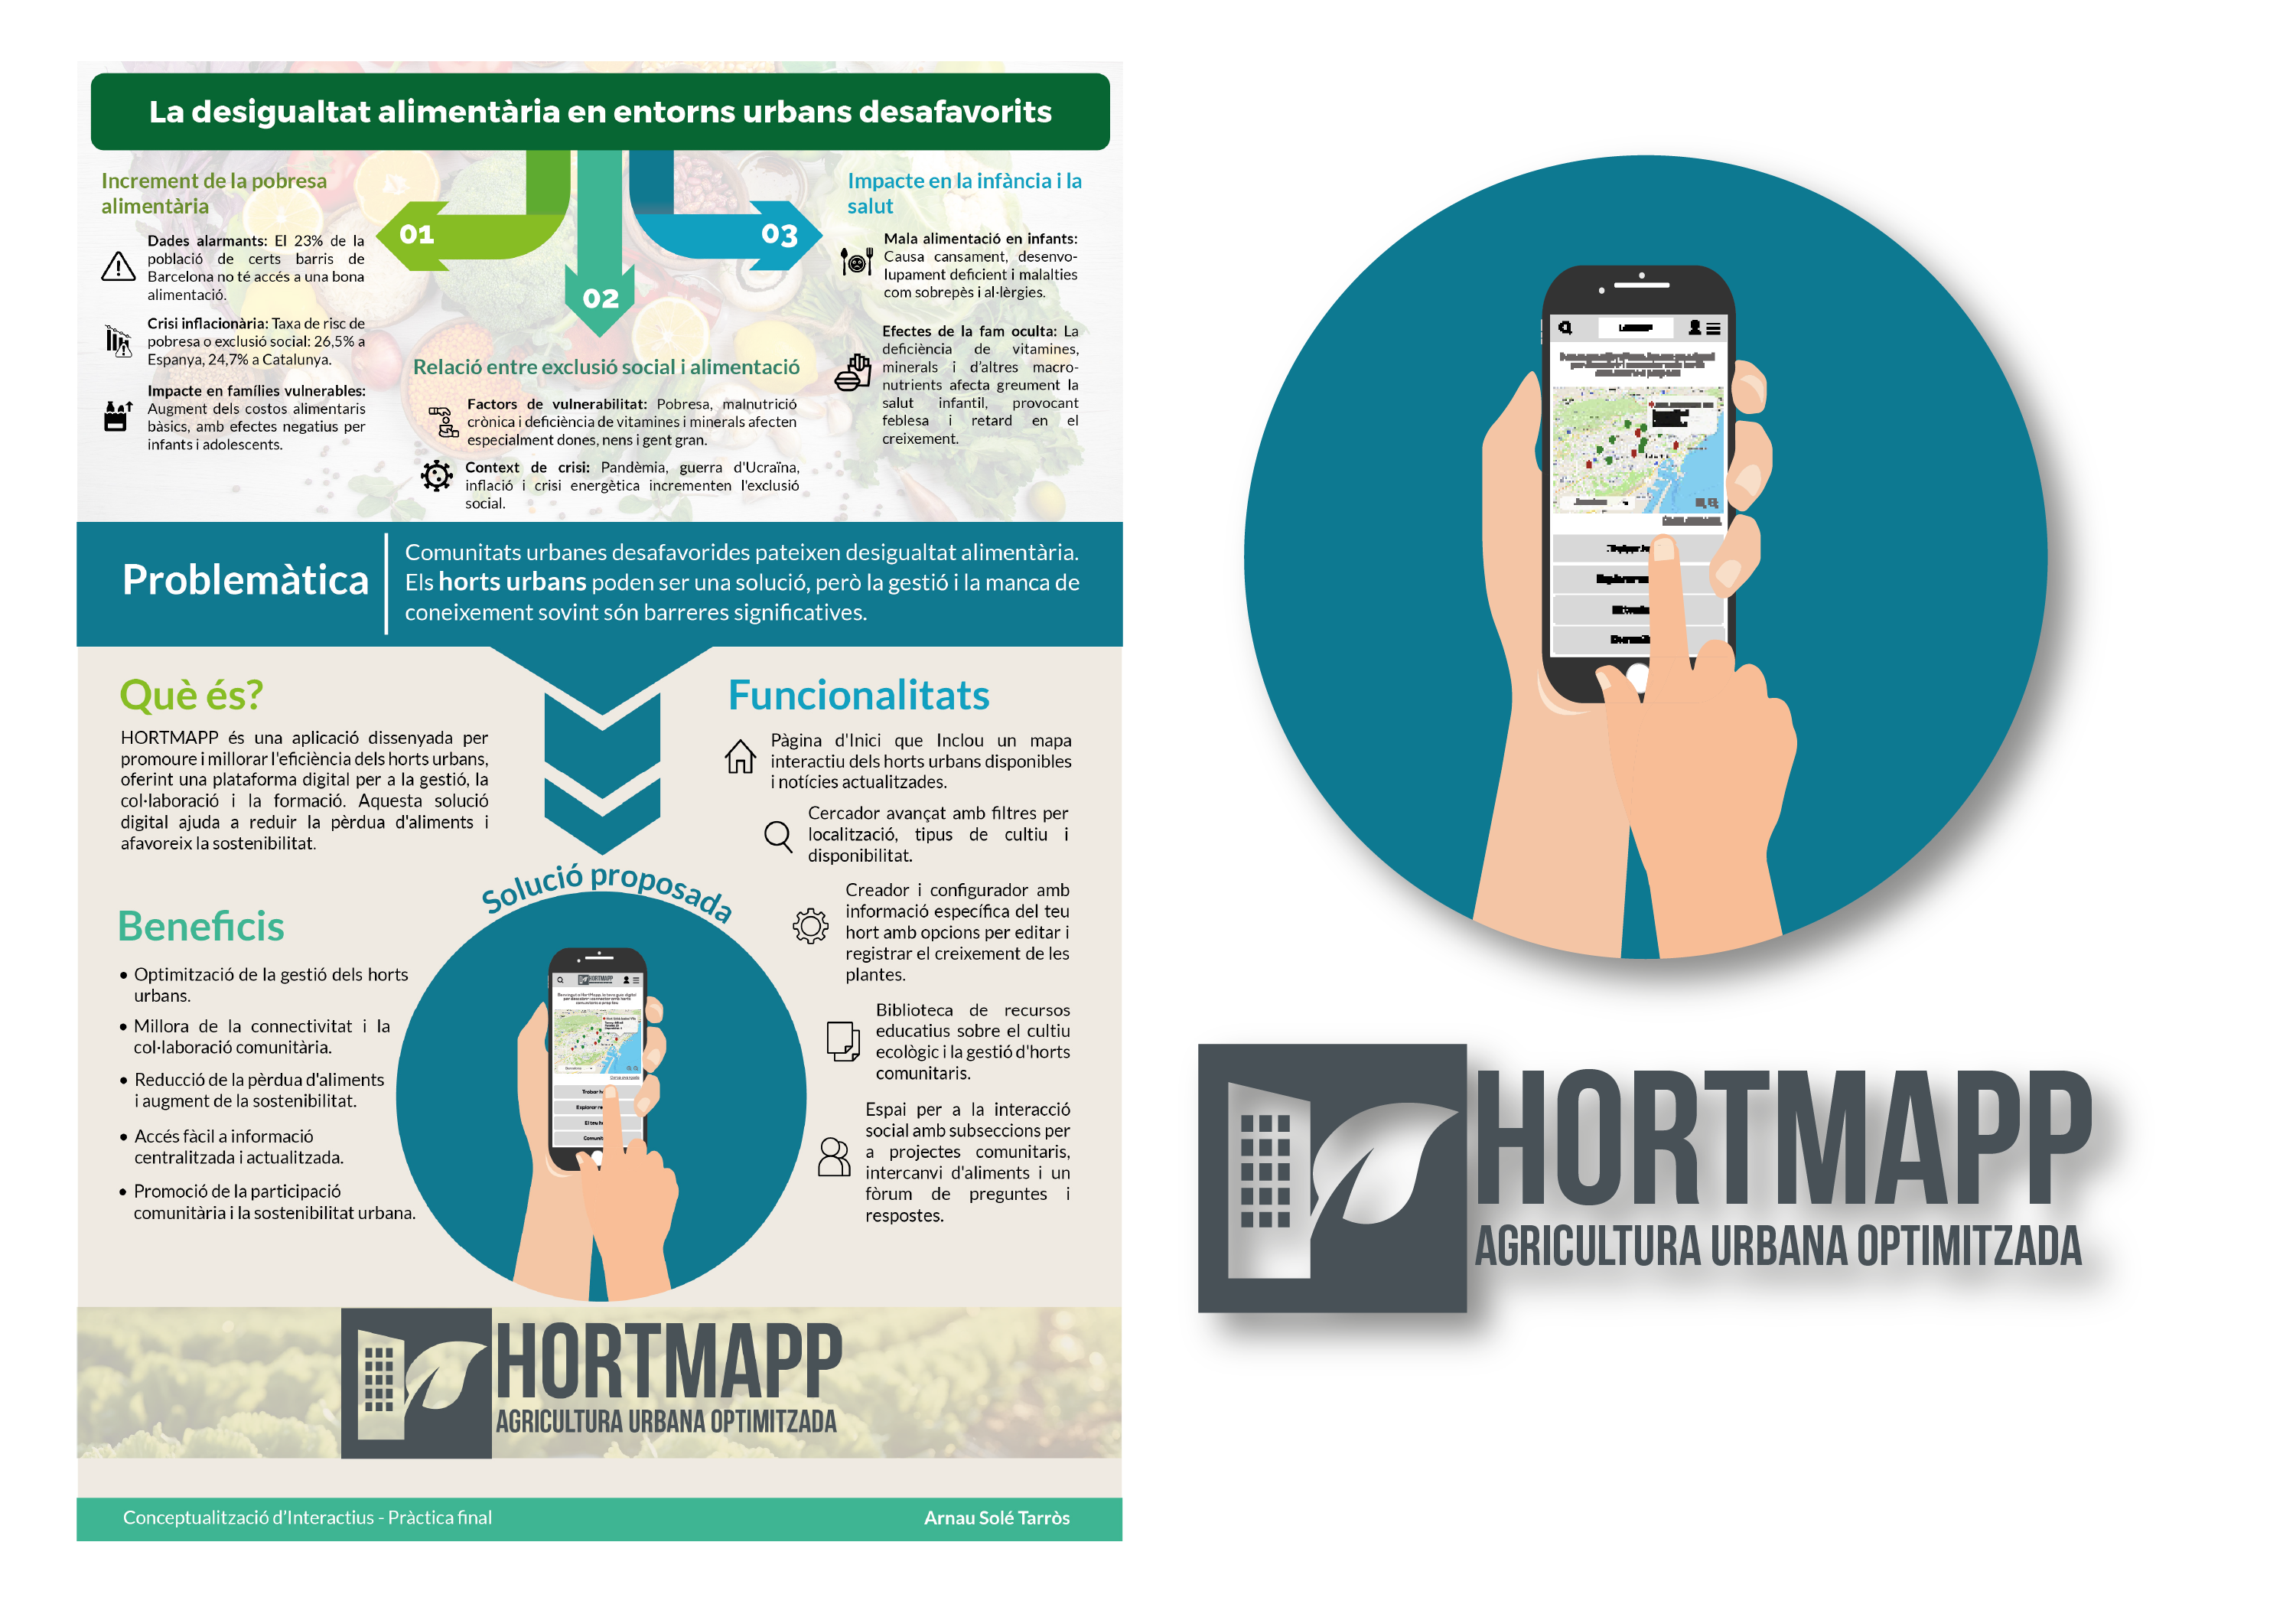 La desigualtat alimentària en entorns urbans desafavorits
Increment de la pobresa
alimentària
Dades alarmants: El 23% de la
població de certs barris de
Barcelona no té accés a una bona
alimentació.
Crisi inflacionària: Taxa de risc de
pobresa o exclusió social: 26,5% a
Espanya, 24,7% a Catalunya.
Impacte en famílies vulnerables:
Augment dels costos alimentaris
bàsics, amb efectes negatius per
infants i adolescents.
01
02
03
Relació entre exclusió social i alimentació
Factors de vulnerabilitat: Pobresa, malnutrició
crònica i deficiència de vitamines i minerals afecten
especialment dones, nens i gent gran.
Context de crisi: Pandèmia, guerra d'Ucraïna,
inflació i crisi energètica incrementen l'exclusió
social.
Impacte en la infància i la
salut
Mala alimentació en infants:
Causa cansament, desenvo-
lupament deficient i malalties
com sobrepès i al·lèrgies.
Efectes de la fam oculta: La
deficiència de vitamines,
minerals i d'altres macro-
nutrients afecta greument la
salut infantil, provocant
feblesa i retard en el
creixement.
Problemàtica
Comunitats urbanes desafavorides pateixen desigualtat alimentària.
Els horts urbans poden ser una solució, però la gestió i la manca de
coneixement sovint són barreres significatives.
Què és?
HORTMAPP és una aplicació dissenyada per
promoure i millorar l'eficiència dels horts urbans,
oferint una plataforma digital per a la gestió, la
col·laboració i la formació. Aquesta solució
digital ajuda a reduir la pèrdua d'aliments i
afavoreix la sostenibilitat.
Beneficis
• Optimització de la gestió dels horts
urbans.
• Millora de la connectivitat i la
col·laboració comunitària.
• Reducció de la pèrdua d'aliments
i augment de la sostenibilitat.
• Accés fàcil a informació
centralitzada i actualitzada.
• Promoció de la participació
comunitària i la sostenibilitat urbana.
Solució proposada
HORTMAPP
Funcionalitats
Pàgina d'Inici que Inclou un mapa
interactiu dels horts urbans disponibles
i notícies actualitzades.
Cercador avançat amb filtres per
localització, tipus de cultiu i
disponibilitat.
Creador i configurador amb
informació específica del teu
hort amb opcions per editar i
registrar el creixement de les
plantes.
Biblioteca de recursos
educatius sobre el cultiu
ecològic i la gestió d'horts
comunitaris.
Espai per a la interacció
social amb subseccions per
a projectes comunitaris,
intercanvi d'aliments i un
fòrum de preguntes i
respostes.
HORTMAPP
AGRICULTURA URBANA OPTIMITZADA
Conceptualització d'Interactius - Pràctica final
Arnau Solé Tarròs
HORTMAPP
AGRICULTURA URBANA OPTIMITZADA